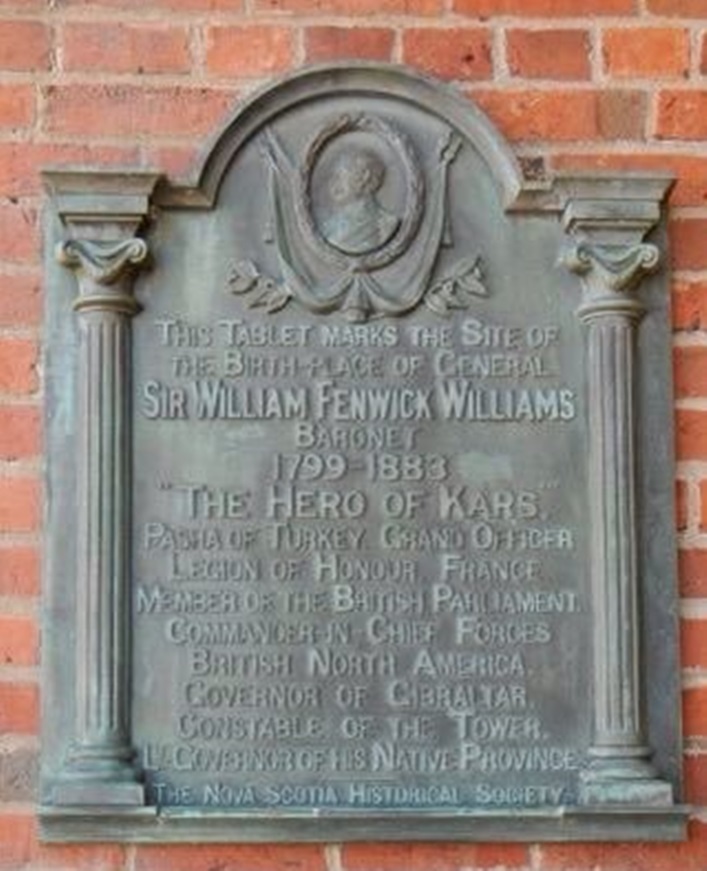 This Tablet marks the Site of
the Birth-place of General
Sir William Fenwick Williams
Baronet
1799-1883
"The Hero of Kars".
Pasha of Turkey. Grand Officer
Legion of Honour France.
Member of the British Parliament.
Commander-in-Chief Forces
British North America.
Governor of Gibraltar.
Constable of the Tower.
Lt. Governor of his Native Province.
The Nova Scotia Historical Society